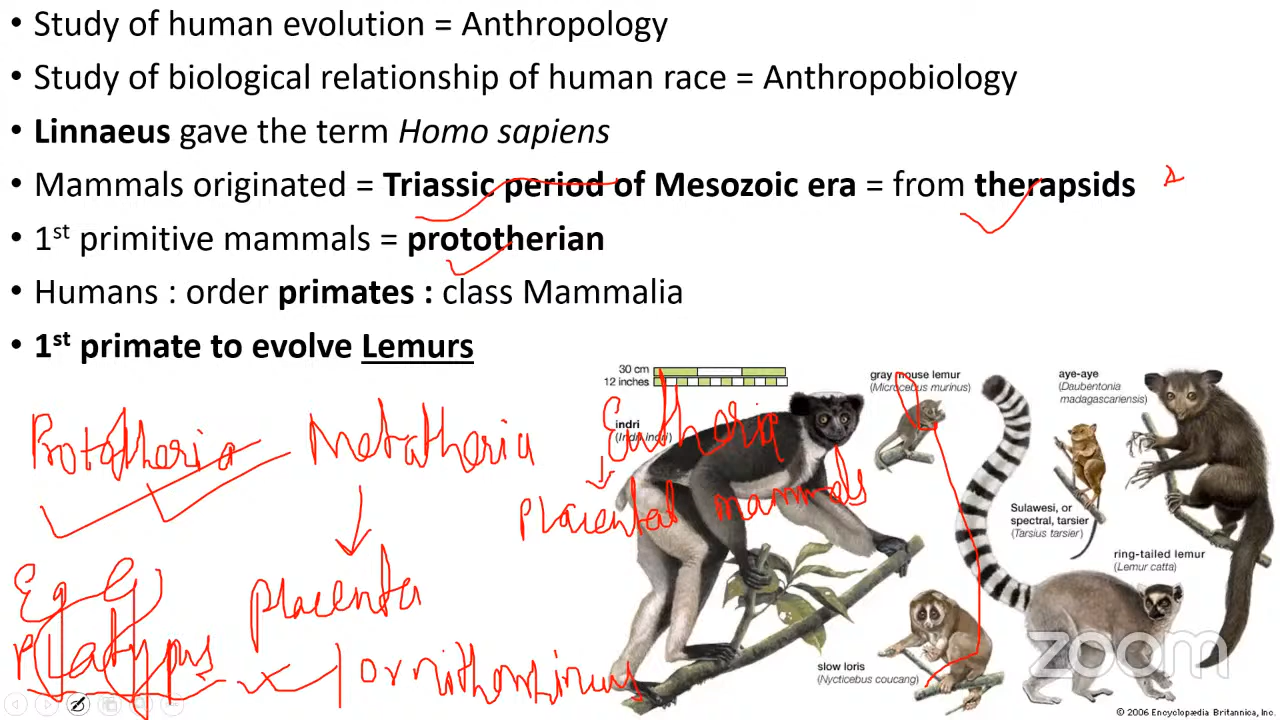 • Study of human evolution = Anthropology
• Study of biological relationship of human race = Anthropobiology
• Linnaeus gave the term Homo sapiens
• Mammals originated = Triassic period of Mesozoic era = from therapsids
• 1st primitive mammals = prototherian
• Humans : order primates : class Mammalia
• 1st primate to evolve Lemurs
30 cm
12 inches
gray mouse lemur
(Microcebus murinus)
aye-aye
(Daubentonia
madagascariensis)
indri
(Indri indri)
Prototheria Metatheria Eutheria
Placental mammals
Sulawesi, or
spectral, tarsier
(Tarsius tarsier)
ring-tailed lemur
(Lemur catta)
Placenta
Platypus
slow loris
(Nycticebus coucang)
zoom
© 2006 Encyclopædia Britannica, Inc.